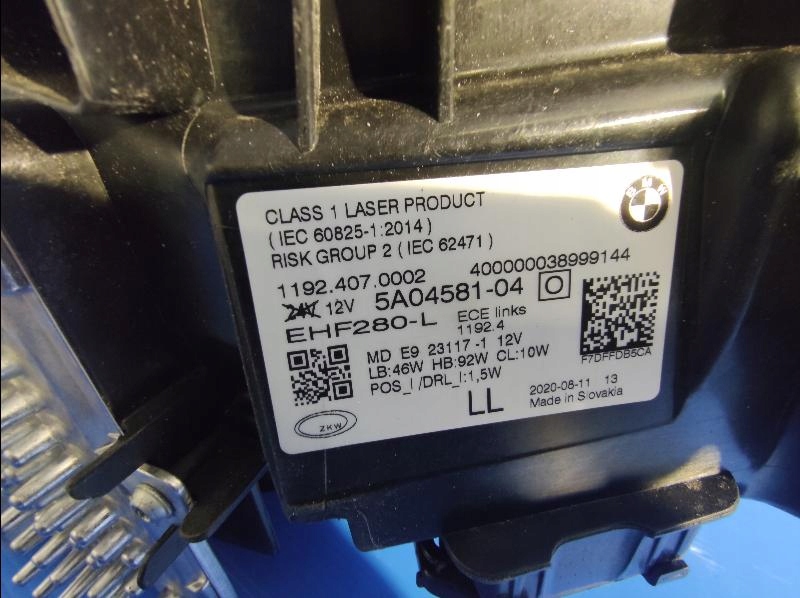 CLASS 1 LASER PRODUCT
( IEC 60825-1:2014 )
RISK GROUP 2 ( IEC 62471 )
BMW
1192.407.0002 400000038999144
24V 12V 5A04581-04
EHF280-L ECE links
1192.4
MD E9 23117 -1 12V
LB:46W HB:92W CL:10W
POS_I /DRL_I:1,5W
F7DFFDB5CA
ZKW
LL
2020-08-11 13
Made in Slovakia